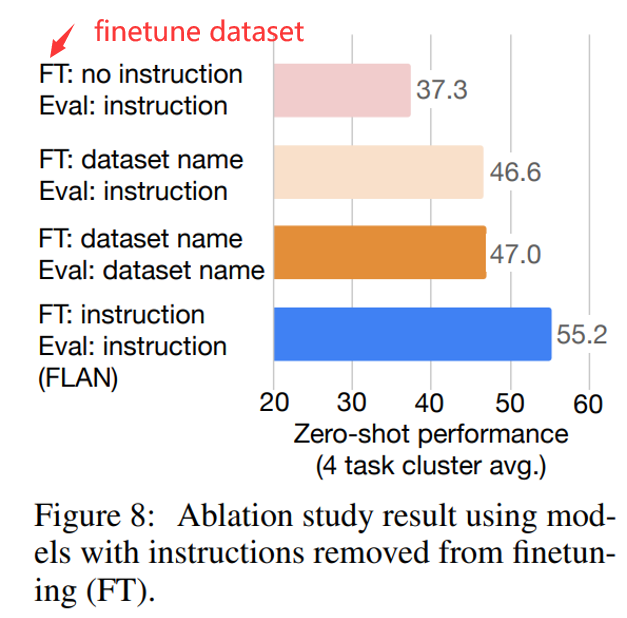 finetune dataset
FT: no instruction
Eval: instruction
37.3
FT: dataset name
Eval: instruction
46.6
FT: dataset name
Eval: dataset name
47.0
FT: instruction
Eval: instruction
(FLAN)
55.2
20 30 40 50 60
Zero-shot performance
(4 task cluster avg.)
Figure 8: Ablation study result using mod-
els with instructions removed from finetun-
ing (FT).